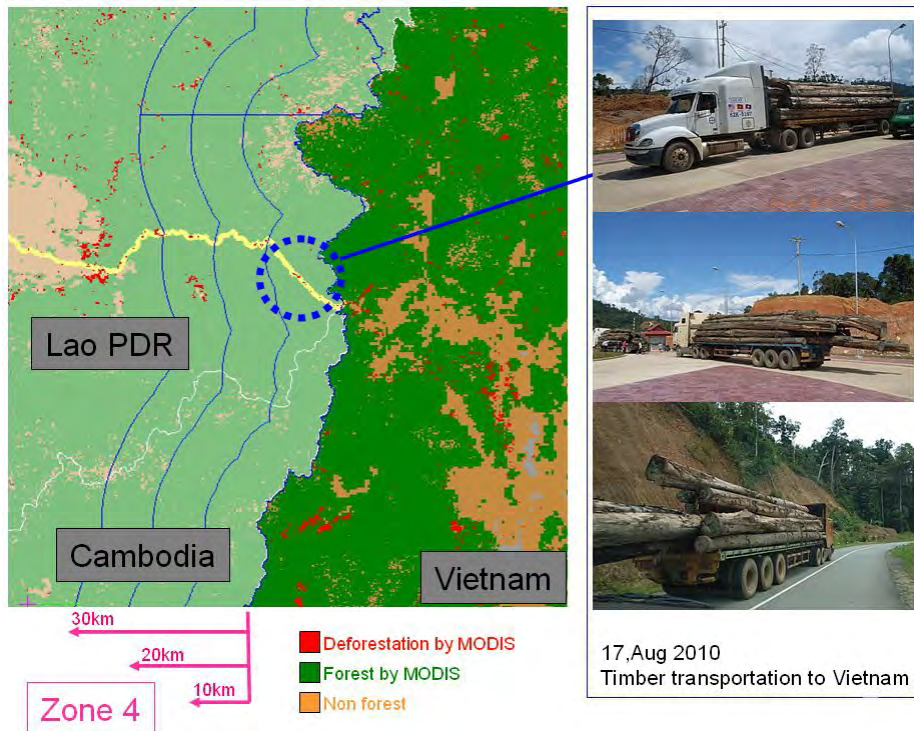 Lao PDR
Cambodia
Vietnam
30km
20km
10km
Zone 4
Deforestation by MODIS
Forest by MODIS
Non forest
17,Aug 2010
Timber transportation to Vietnam